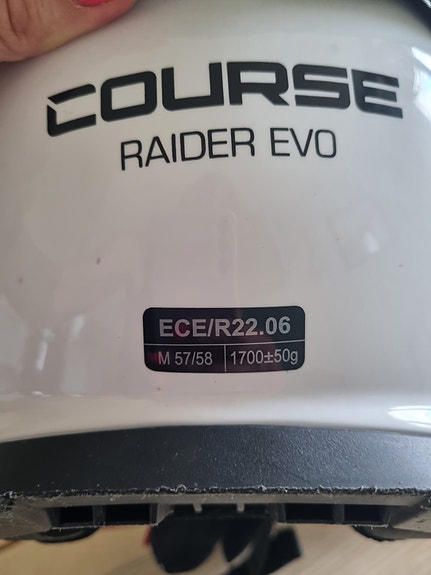 COURSE
RAIDER EVO
ECE/R22.06
M 57/58 1700±50g